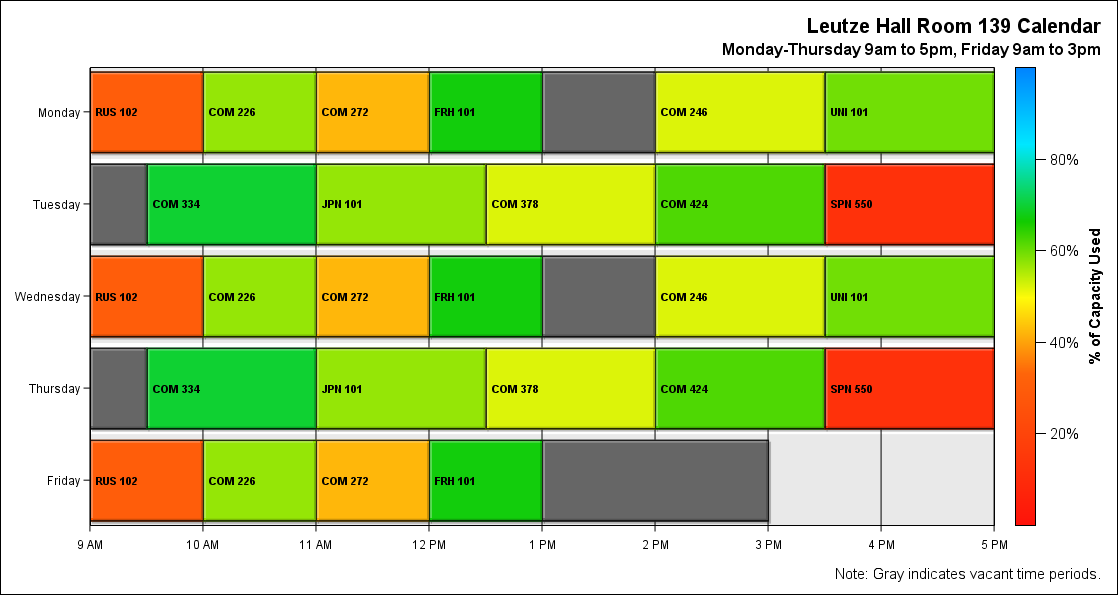 Leutze Hall Room 139 Calendar
Monday-Thursday 9am to 5pm, Friday 9am to 3pm
Monday
RUS 102
COM 226
COM 272
FRH 101
COM 246
UNI 101
Tuesday
COM 334
JPN 101
COM 378
COM 424
SPN 550
Wednesday
RUS 102
COM 226
COM 272
FRH 101
COM 246
UNI 101
Thursday
COM 334
JPN 101
COM 378
COM 424
SPN 550
Friday
RUS 102
COM 226
COM 272
FRH 101
9 AM
10 AM
11 AM
12 PM
1 PM
2 PM
3 PM
4 PM
5 PM
80%
60%
40%
20%
% of Capacity Used
Note: Gray indicates vacant time periods.